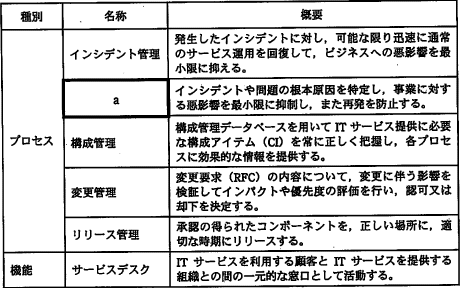 種別 名称 概要
プロセス
インシデント管理
発生したインシデントに対し，可能な限り迅速に通常
のサービス運用を回復して，ビジネスへの悪影響を最
小限に抑える。
a
インシデントや問題の根本原因を特定し，事業に対す
る悪影響を最小限に抑制し，また再発を防止する。
構成管理
構成管理データベースを用いて IT サービス提供に必要
な構成アイテム（CI）を常に正しく把握し，各プロセ
スに効果的な情報を提供する。
変更管理
変更要求（RFC）の内容について，変更に伴う影響を
検証してインパクトや優先度の評価を行い，認可又は
却下を決定する。
リリース管理
承認の得られたコンポーネントを，正しい場所に，適
切な時期にリリースする。
機能
サービスデスク
IT サービスを利用する顧客と IT サービスを提供する
組織との間の一元的な窓口として活動する。